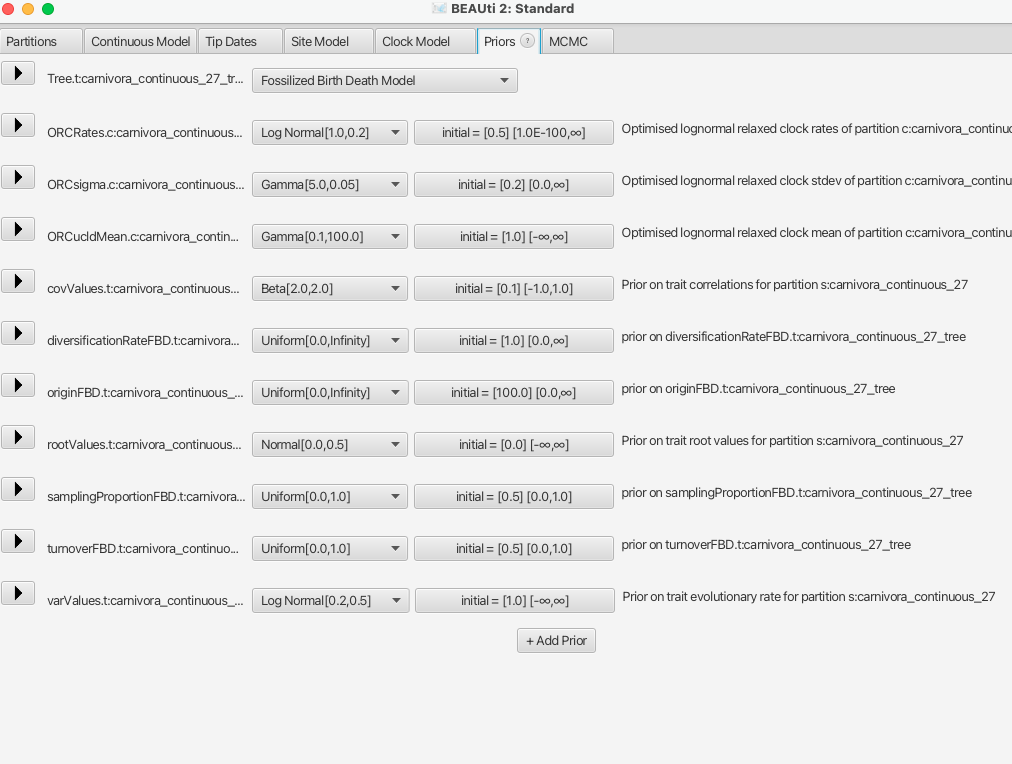 BEAUti 2: Standard
Partitions Continuous Model Tip Dates Site Model Clock Model Priors ? MCMC
Tree.t:carnivora_continuous_27_tr... Fossilized Birth Death Model
ORCRates.c:carnivora_continuous... Log Normal[1.0,0.2] initial = [0.5] [1.0E-100,∞] Optimised lognormal relaxed clock rates of partition c:carnivora_continuo
ORCsigma.c:carnivora_continuous... Gamma[5.0,0.05] initial = [0.2] [0.0,∞] Optimised lognormal relaxed clock stdev of partition c:carnivora_continu
ORCucldMean.c:carnivora_contin... Gamma[0.1,100.0] initial = [1.0] [-∞,∞] Optimised lognormal relaxed clock mean of partition c:carnivora_continu
covValues.t:carnivora_continuous... Beta[2.0,2.0] initial = [0.1] [-1.0,1.0] Prior on trait correlations for partition s:carnivora_continuous_27
diversificationRateFBD.t:carnivora... Uniform[0.0,Infinity] initial = [1.0] [0.0,∞] prior on diversificationRateFBD.t:carnivora_continuous_27_tree
originFBD.t:carnivora_continuous_... Uniform[0.0,Infinity] initial = [100.0] [0.0,∞] prior on originFBD.t:carnivora_continuous_27_tree
rootValues.t:carnivora_continuous... Normal[0.0,0.5] initial = [0.0] [-∞,∞] Prior on trait root values for partition s:carnivora_continuous_27
samplingProportionFBD.t:carnivora... Uniform[0.0,1.0] initial = [0.5] [0.0,1.0] prior on samplingProportionFBD.t:carnivora_continuous_27_tree
turnoverFBD.t:carnivora_continuo... Uniform[0.0,1.0] initial = [0.5] [0.0,1.0] prior on turnoverFBD.t:carnivora_continuous_27_tree
varValues.t:carnivora_continuous_... Log Normal[0.2,0.5] initial = [1.0] [-∞,∞] Prior on trait evolutionary rate for partition s:carnivora_continuous_27
+ Add Prior